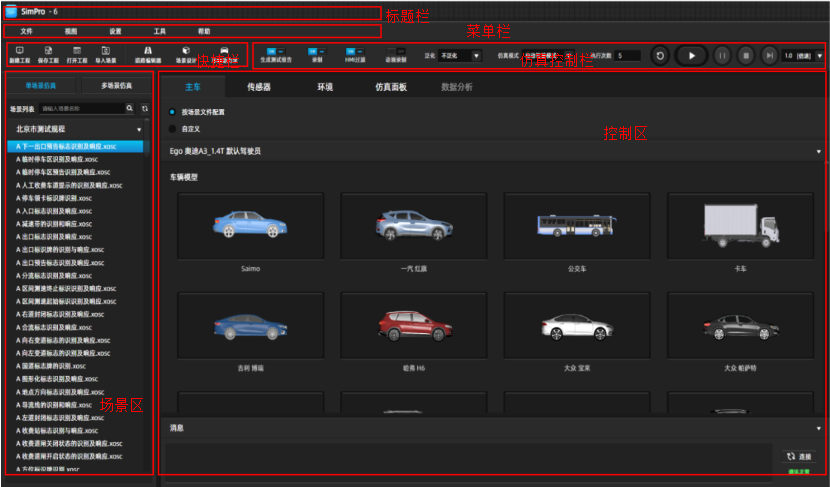 SimPro - 6
标题栏
文件 视图 设置 工具 帮助
菜单栏
新建工程 保存工程 打开工程 导入场景 道路编辑器 场景设计
快捷栏
生成测试报告 录制 HMI过滤 动画录制
泛化 不泛化 仿真模式 执行次数 5 1.0 [倍速]
仿真控制栏
单场景仿真 多场景仿真
场景列表 请输入场景名称
北京市测试规程
A 下一出口预告标志识别及响应.xosc
A 临时停车区识别及响应.xosc
A 临时停车区预告识别及响应.xosc
A 人工收费车道提示的识别及响应.xosc
A 停车领卡标识牌识别.xosc
A 入口标志识别及响应.xosc
A 减速带的识别和响应.xosc
A 出口标志识别及响应.xosc
A 出口标识牌的识别与响应.xosc
A 出口预告标志识别及响应.xosc
A 分流标志识别及响应.xosc
A 区间测速终止标识识别及响应.xosc
A 区间测速起始标识识别及响应.xosc
A 右道封闭标志识别及响应.xosc
A 合流标志识别及响应.xosc
A 向右变道标志的识别及响应.xosc
A 向左变道标志的识别及响应.xosc
A 国道标志牌的识别.xosc
A 图形化标志识别及响应.xosc
A 地点方向标志识别及响应.xosc
A 导流线的识别和响应.xosc
A 左道封闭标志识别及响应.xosc
A 收费站标志识别与响应.xosc
A 收费道闸关闭状态的识别及响应.xosc
A 收费道闸开启状态的识别及响应.xosc
A 方位标识牌识别.xosc
场景区
主车 传感器 环境 仿真面板 数据分析
按场景文件配置
自定义
控制区
Ego 奥迪A3_1.4T 默认驾驶员
车辆模型
Saimo 一汽 红旗 公交车 卡车
吉利 博瑞 哈弗 H6 大众 宝来 大众 帕萨特
消息
连接